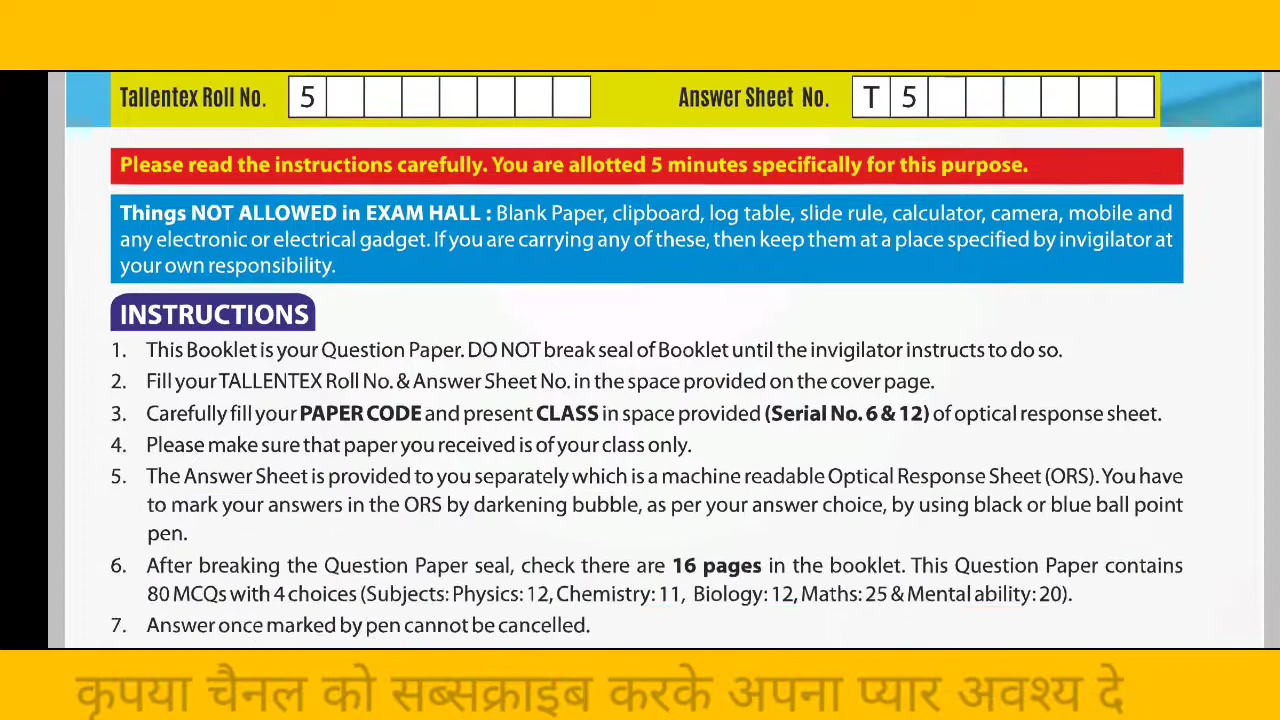 Tallentex Roll No. 5 Answer Sheet No. T 5
Please read the instructions carefully. You are allotted 5 minutes specifically for this purpose.
Things NOT ALLOWED in EXAM HALL : Blank Paper, clipboard, log table, slide rule, calculator, camera, mobile and
any electronic or electrical gadget. If you are carrying any of these, then keep them at a place specified by invigilator at
your own responsibility.
INSTRUCTIONS
1. This Booklet is your Question Paper. DO NOT break seal of Booklet until the invigilator instructs to do so.
2. Fill your TALLENTEX Roll No. & Answer Sheet No. in the space provided on the cover page.
3. Carefully fill your PAPER CODE and present CLASS in space provided (Serial No. 6 & 12) of optical response sheet.
4. Please make sure that paper you received is of your class only.
5. The Answer Sheet is provided to you separately which is a machine readable Optical Response Sheet (ORS). You have
to mark your answers in the ORS by darkening bubble, as per your answer choice, by using black or blue ball point
pen.
6. After breaking the Question Paper seal, check there are 16 pages in the booklet. This Question Paper contains
80 MCQs with 4 choices (Subjects: Physics: 12, Chemistry: 11, Biology: 12, Maths: 25 & Mental ability: 20).
7. Answer once marked by pen cannot be cancelled.
कृपया चैनल को सब्सक्राइब करके अपना प्यार अवश्य दे